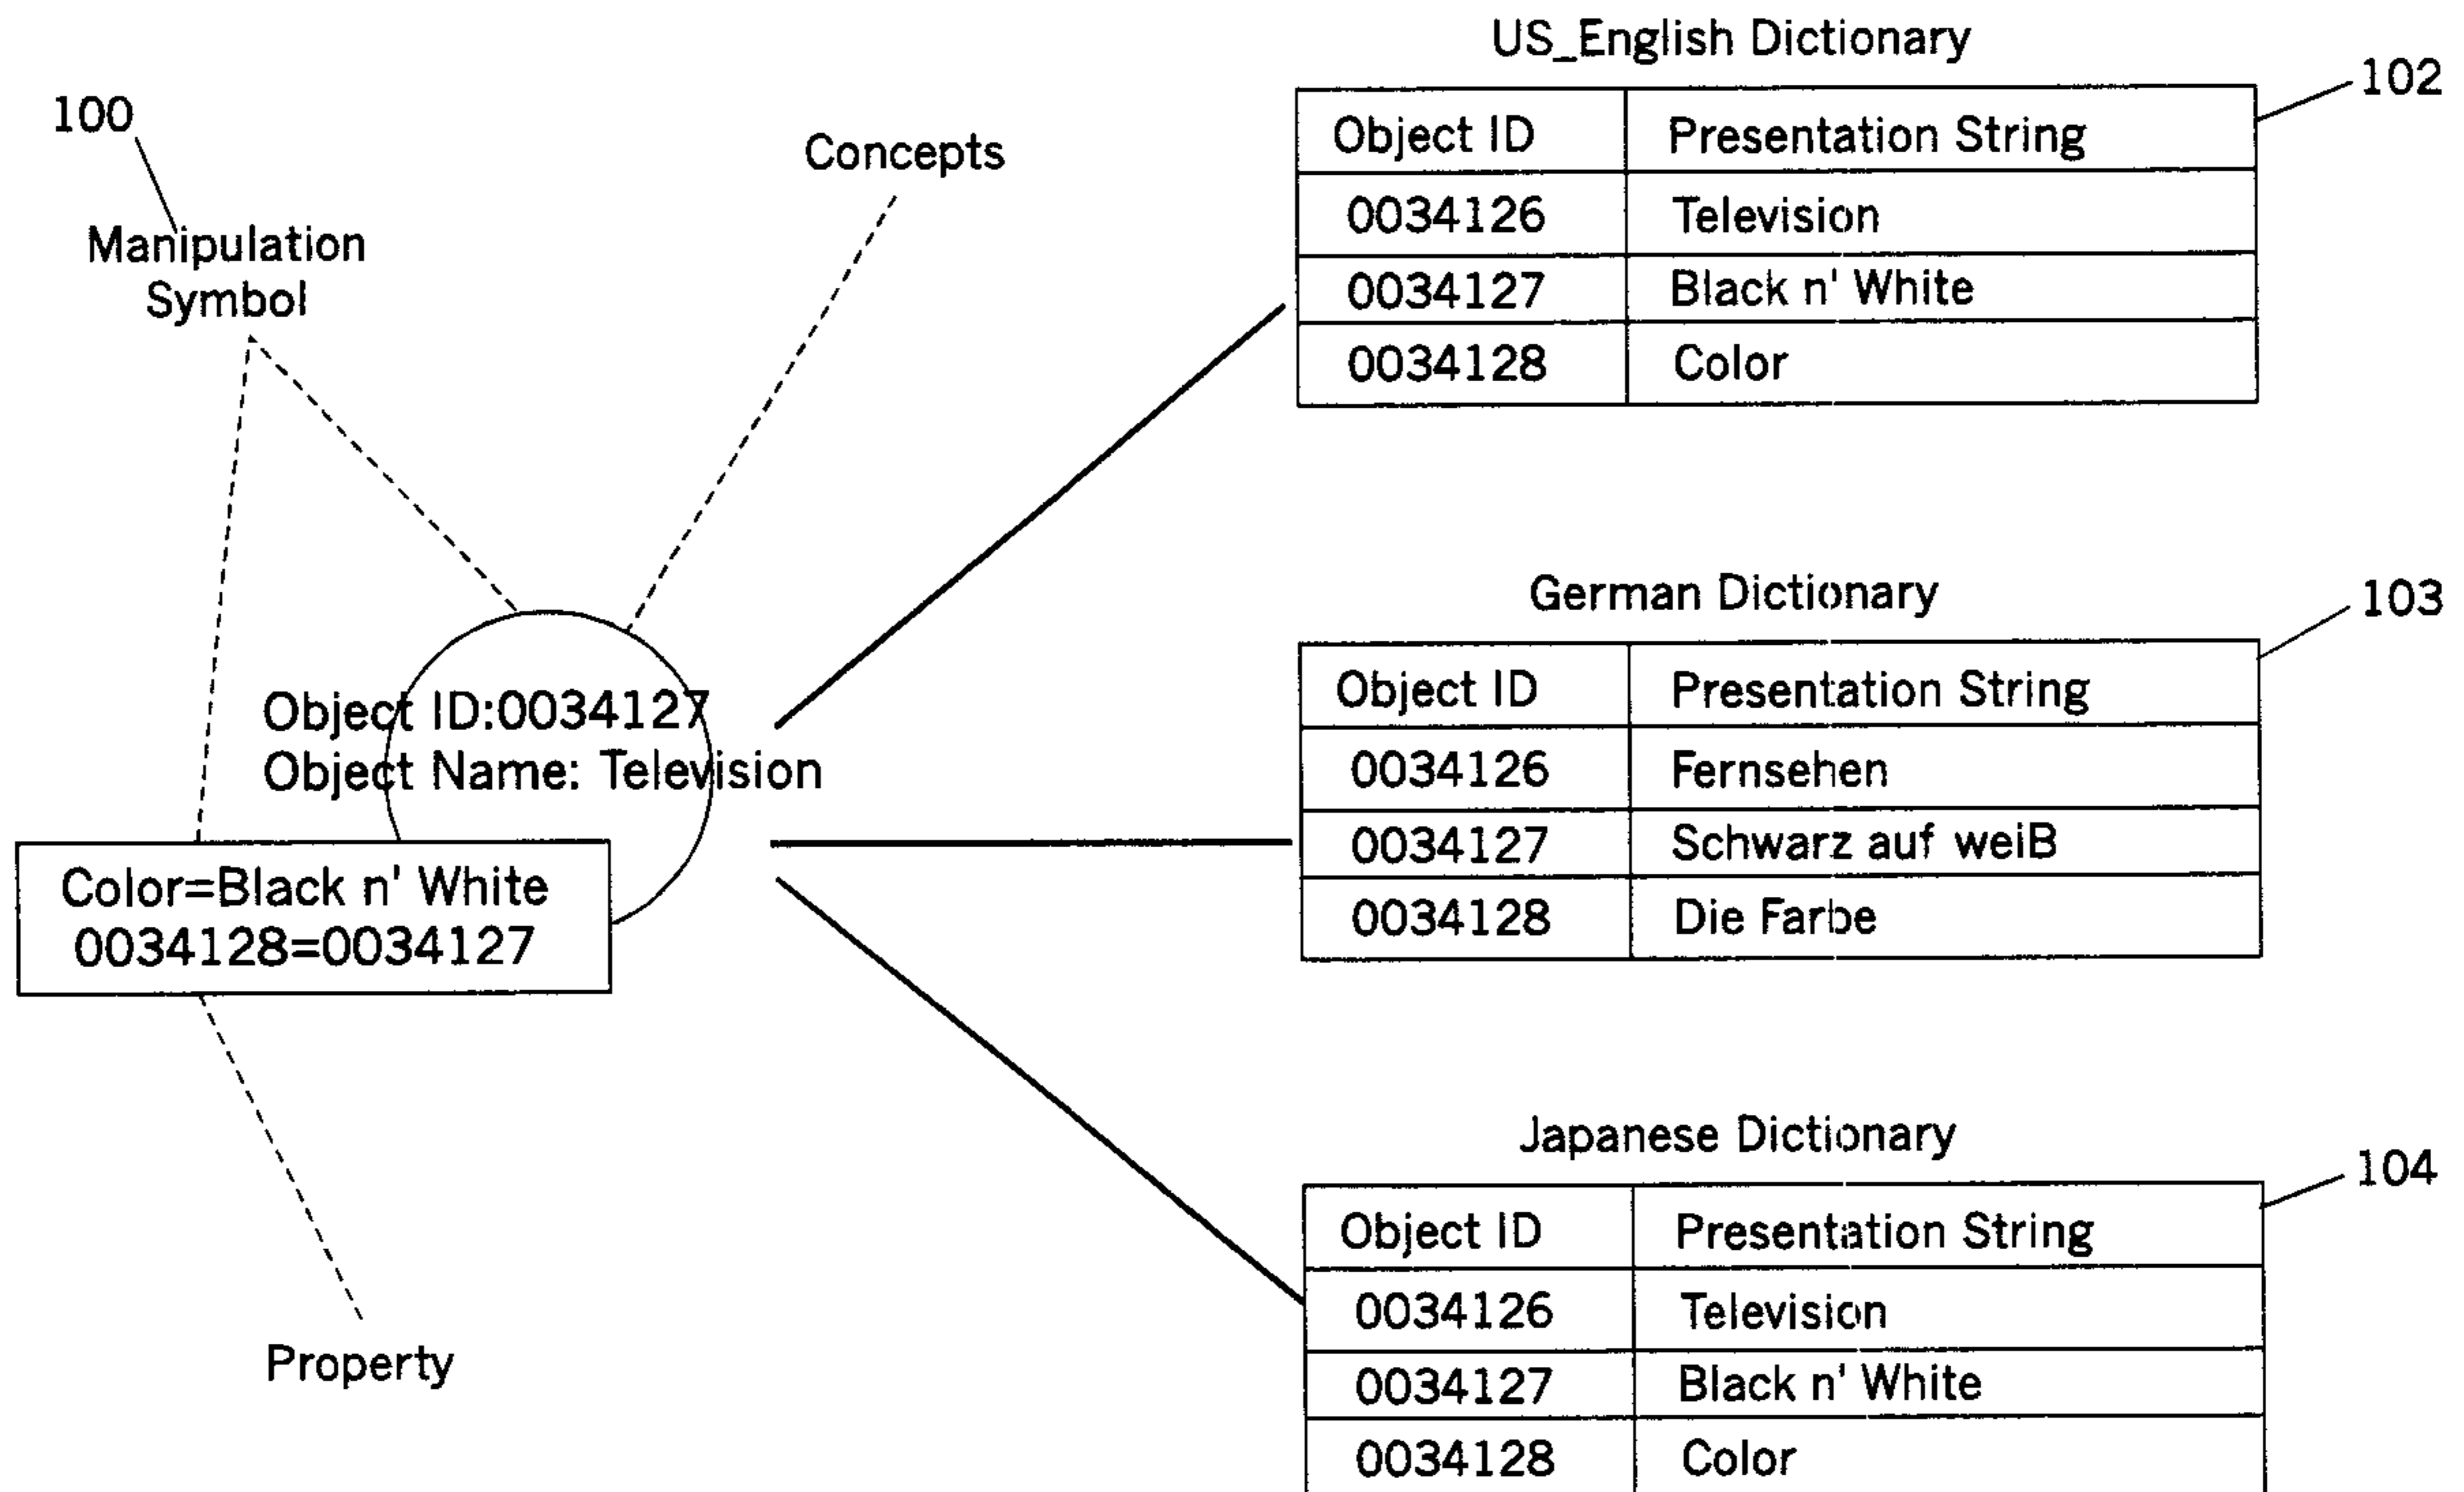 US_English Dictionary
102
100
Concepts
Object ID Presentation String
0034126 Television
0034127 Black n' White
0034128 Color
Manipulation
Symbol
German Dictionary
103
Object ID Presentation String
0034126 Fernsehen
0034127 Schwarz auf weiB
0034128 Die Farbe
Object ID:0034127
Object Name: Television
Color=Black n' White
0034128=0034127
Japanese Dictionary
104
Object ID Presentation String
0034126 Television
0034127 Black n' White
0034128 Color
Property